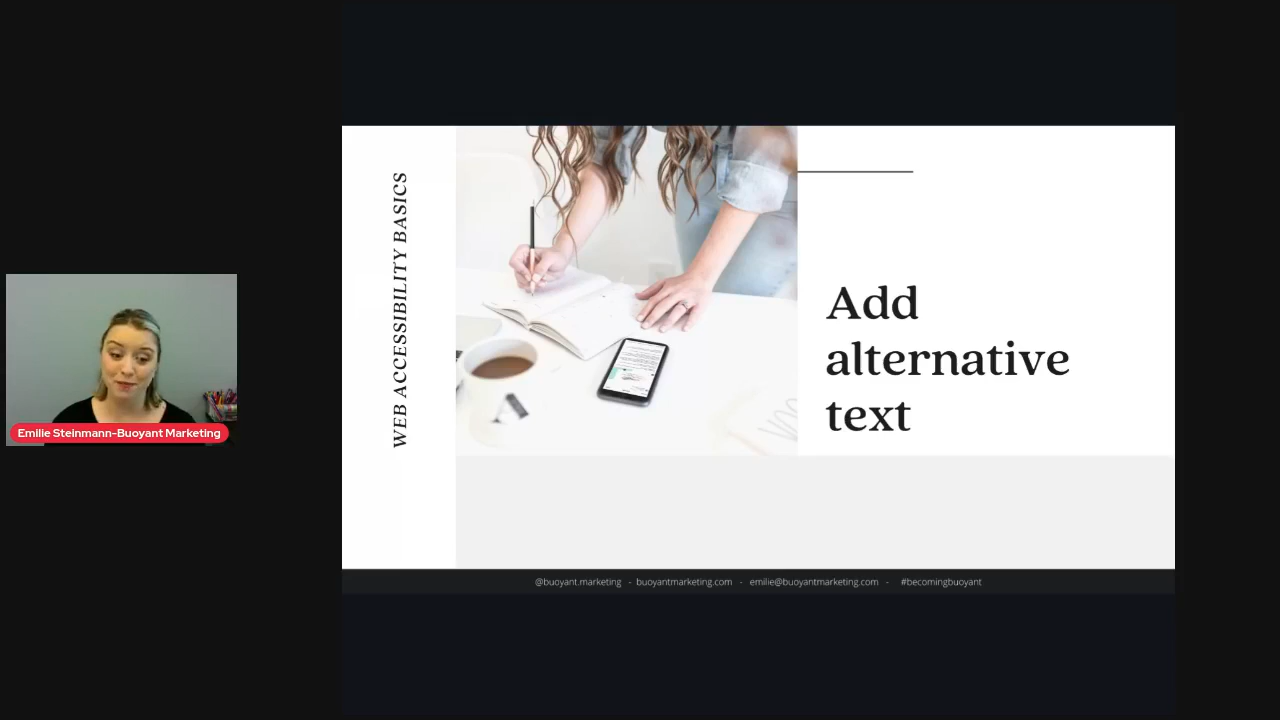 WEB ACCESSIBILITY BASICS
Add
alternative
text
Emilie Steinmann-Buoyant Marketing
@buoyant.marketing - buoyantmarketing.com - emilie@buoyantmarketing.com - #becomingbuoyant